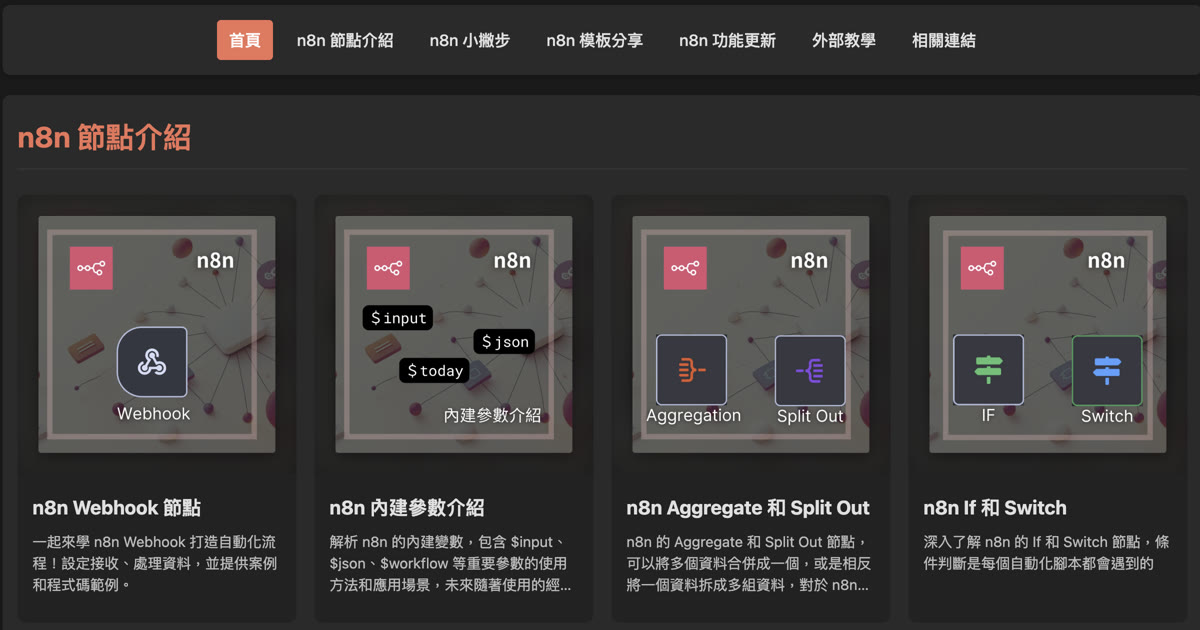 首頁 n8n 節點介紹 n8n 小撇步 n8n 模板分享 n8n 功能更新 外部教學 相關連結
n8n 節點介紹
n8n
Webhook
n8n Webhook 節點
一起來學 n8n Webhook 打造自動化流
程！設定接收、處理資料，並提供案例
和程式碼範例。
n8n
$input
$json
$today
內建參數介紹
n8n 內建參數介紹
解析 n8n 的內建變數，包含 $input、
$json、$workflow 等重要參數的使用
方法和應用場景，未來隨著使用的經...
n8n
Aggregation Split Out
n8n Aggregate 和 Split Out
n8n 的 Aggregate 和 Split Out 節點，
可以將多個資料合併成一個，或是相反
將一個資料拆成多組資料，對於 n8n...
n8n
IF Switch
n8n If 和 Switch
深入了解 n8n 的 If 和 Switch 節點，條
件判斷是每個自動化腳本都會遇到的